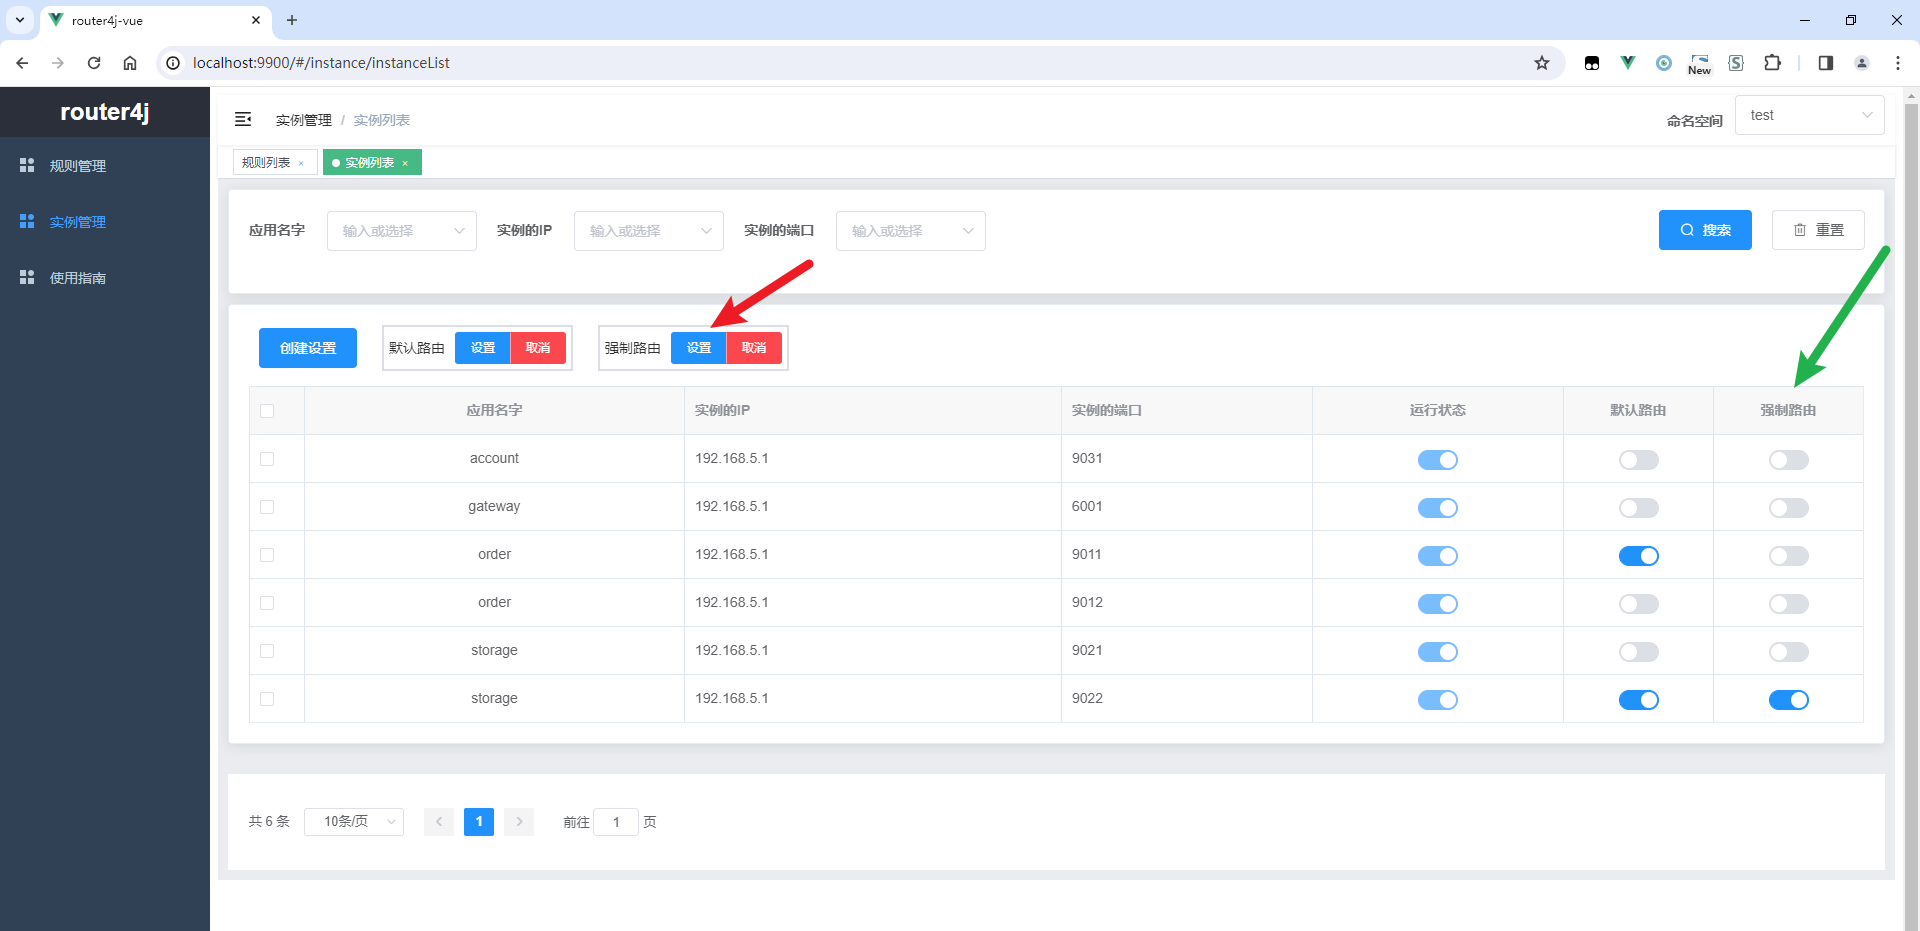 router4j-vue
localhost:9900/#/instance/instanceList
New
router4j
规则管理
实例管理
使用指南
实例管理 / 实例列表
命名空间 test
规则列表 ×
实例列表 ×
应用名字 输入或选择 实例的IP 输入或选择 实例的端口 输入或选择 搜索 重置
创建设置 默认路由 设置 取消 强制路由 设置 取消
应用名字 实例的IP 实例的端口 运行状态 默认路由 强制路由
account 192.168.5.1 9031
gateway 192.168.5.1 6001
order 192.168.5.1 9011
order 192.168.5.1 9012
storage 192.168.5.1 9021
storage 192.168.5.1 9022
共 6 条 10条/页 1 前往 1 页